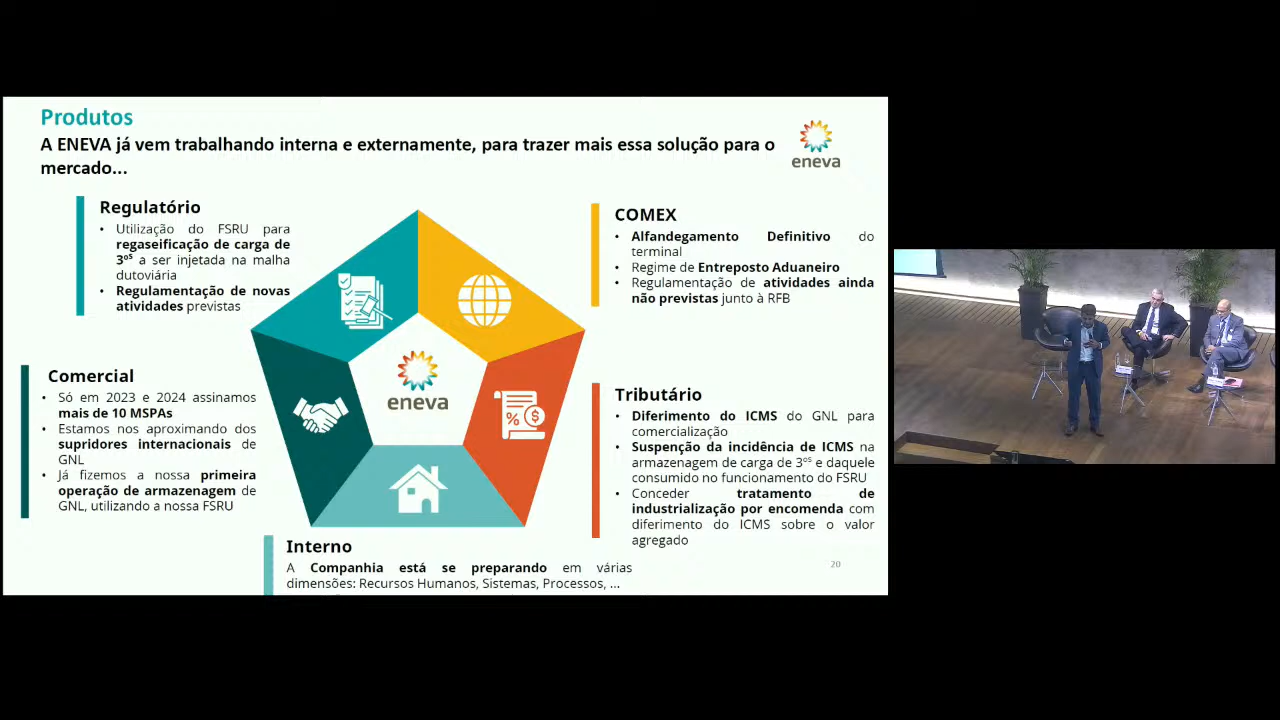 Produtos
A ENEVA já vem trabalhando interna e externamente, para trazer mais essa solução para o
mercado...
eneva
Regulatório
• Utilização do FSRU para
regaseificação de carga de
3ºˢ a ser injetada na malha
dutoviária
• Regulamentação de novas
atividades previstas
COMEX
• Alfandegamento Definitivo do
terminal
• Regime de Entreposto Aduaneiro
• Regulamentação de atividades ainda
não previstas junto à RFB
Comercial
• Só em 2023 e 2024 assinamos
mais de 10 MSPAs
• Estamos nos aproximando dos
supridores internacionais de
GNL
• Já fizemos a nossa primeira
operação de armazenagem de
GNL, utilizando a nossa FSRU
eneva
% $
Tributário
• Diferimento do ICMS do GNL para
comercialização
• Suspenção da incidência de ICMS na
armazenagem de carga de 3ºˢ e daquele
consumido no funcionamento do FSRU
• Conceder tratamento de
industrialização por encomenda com
diferimento do ICMS sobre o valor
agregado
Interno
A Companhia está se preparando em várias
dimensões: Recursos Humanos, Sistemas, Processos, ...
20